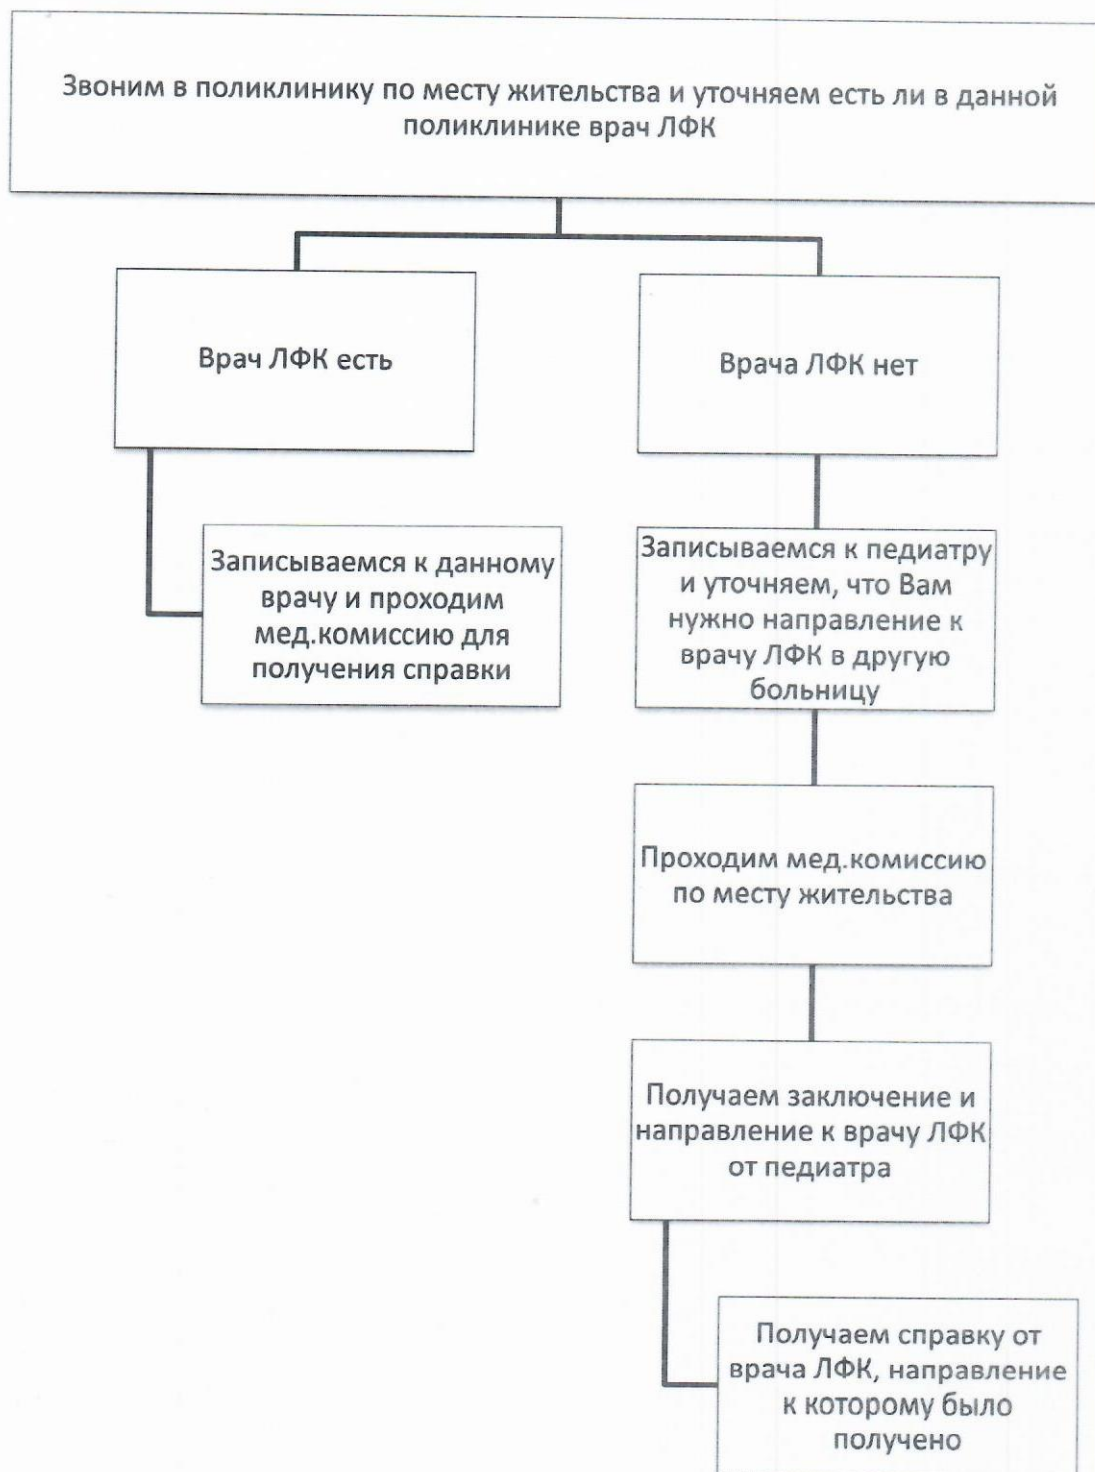 Звоним в поликлинику по месту жительства и уточняем есть ли в данной
поликлинике врач ЛФК
Врач ЛФК есть
Врача ЛФК нет
Записываемся к данному
врачу и проходим
мед.комиссию для
получения справки
Записываемся к педиатру
и уточняем, что Вам
нужно направление к
врачу ЛФК в другую
больницу
Проходим мед.комиссию
по месту жительства
Получаем заключение и
направление к врачу ЛФК
от педиатра
Получаем справку от
врача ЛФК, направление
к которому было
получено